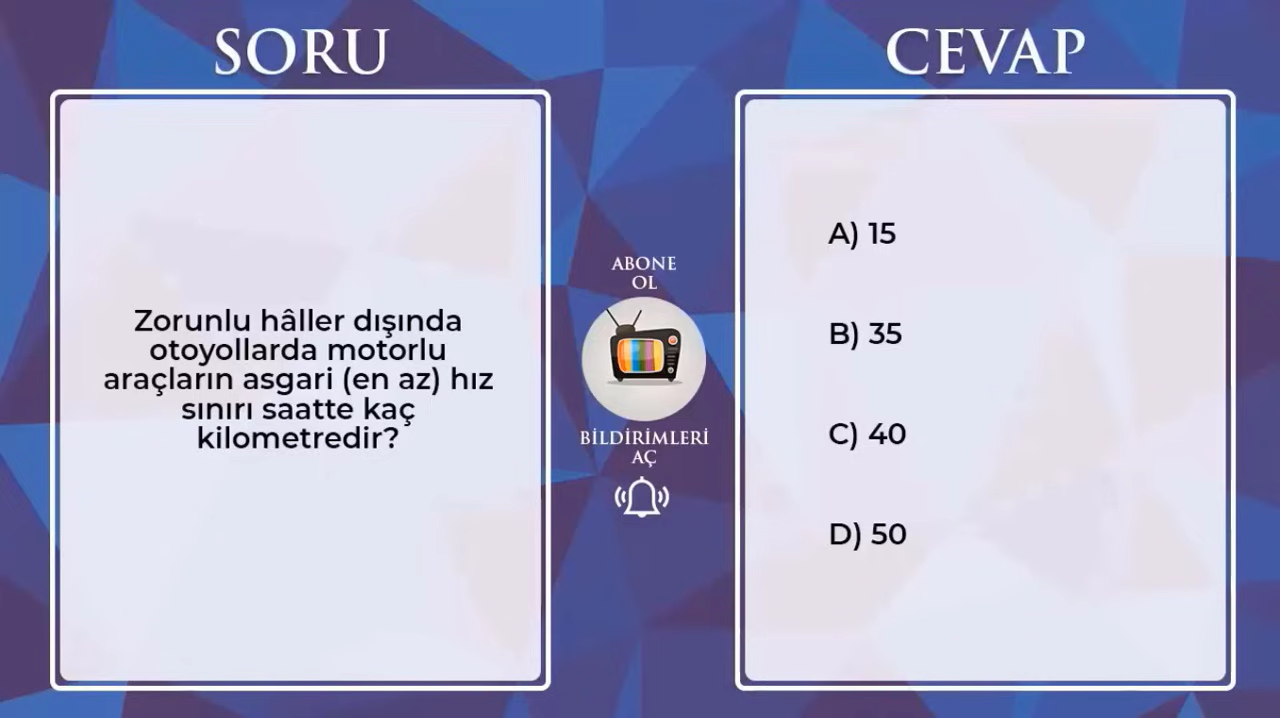 SORU
Zorunlu hâller dışında
otoyollarda motorlu
araçların asgari (en az) hız
sınırı saatte kaç
kilometredir?
ABONE
OL
BİLDİRİMLERİ
AÇ
CEVAP
A) 15
B) 35
C) 40
D) 50